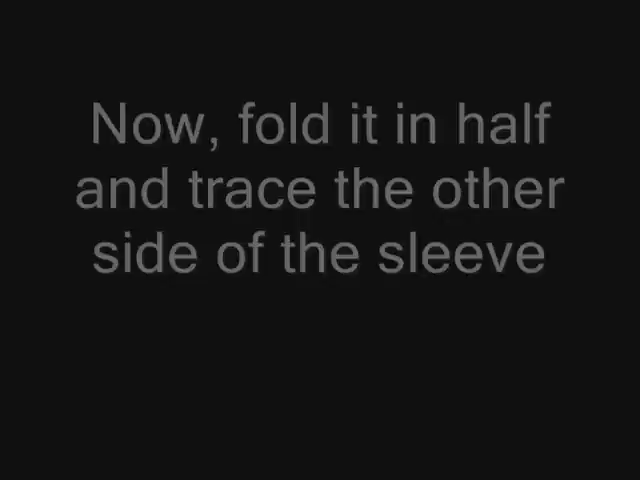 Now, fold it in half
and trace the other
side of the sleeve